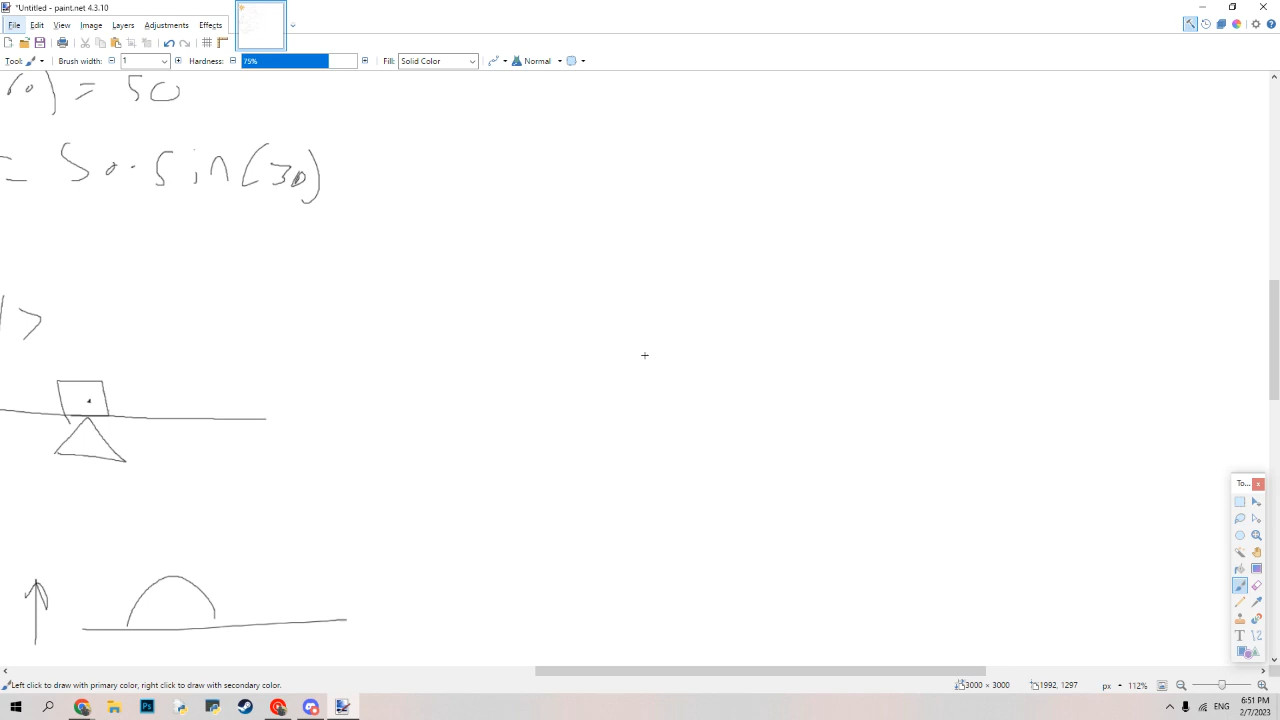 *Untitled - paint.net 4.3.10
File Edit View Image Layers Adjustments Effects
Tool: Brush width: 1 Hardness: 75% Fill: Solid Color Normal
= 50
= 50. sin(30)
To...
Left click to draw with primary color, right click to draw with secondary color.
3000 × 3000 1992, 1297 px 112%
ENG
6:51 PM
2/7/2023